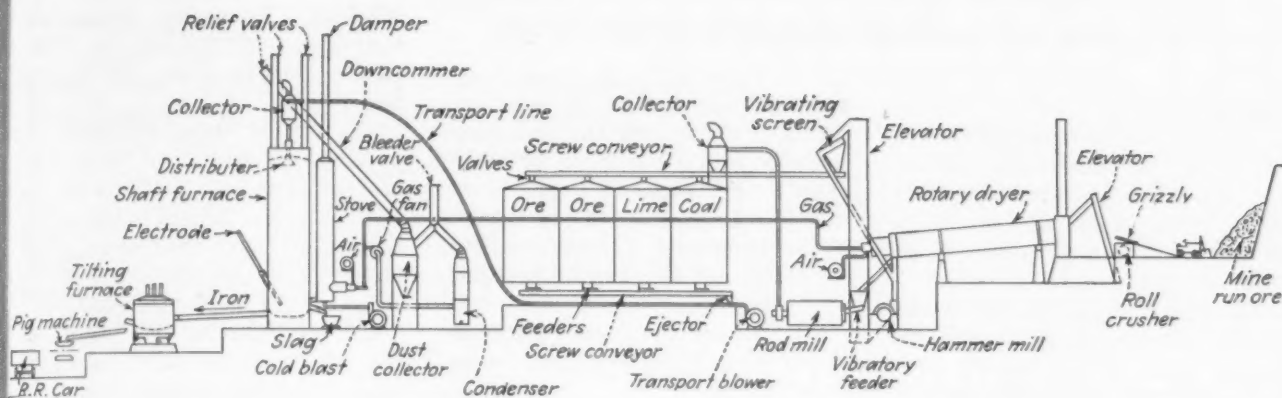 Relief valves
Damper
Downcommer
Collector
Transport line
Bleeder
valve
Gas
fan
Distributer
Shaft furnace
Stove
Electrode
Air
Tilting
furnace
Iron
Pig machine
Slag
Cold blast
Dust
collector
Condenser
R.R. Car
Collector
Vibrating
screen
Elevator
Screw conveyor
Valves
Ore
Ore
Lime
Coal
Gas
Air
Rotary dryer
Elevator
Grizzly
Mine
run ore
Roll
crusher
Feeders
Screw conveyor
Ejector
Transport blower
Rod mill
Vibratory
feeder
Hammer mill